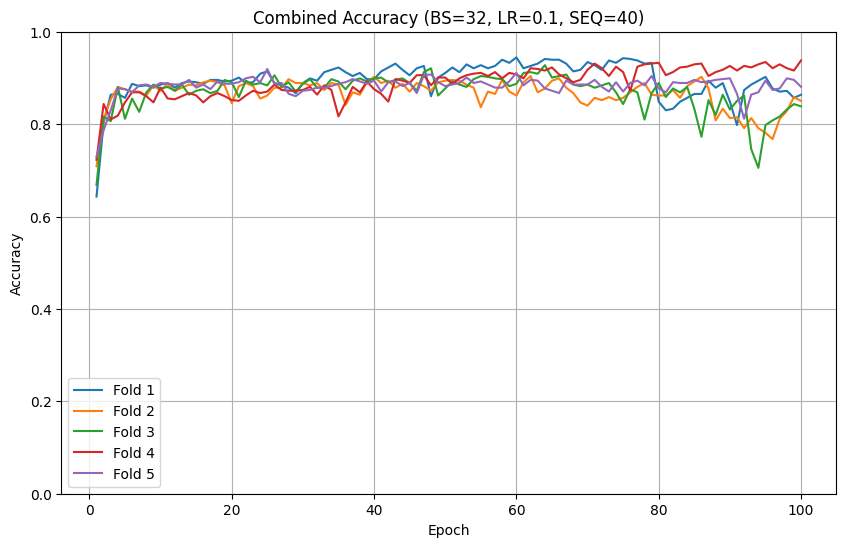 Combined Accuracy (BS=32, LR=0.1, SEQ=40)
1.0
0.8
0.6
0.4
0.2
0.0
Accuracy
Fold 1
Fold 2
Fold 3
Fold 4
Fold 5
0 20 40 60 80 100
Epoch